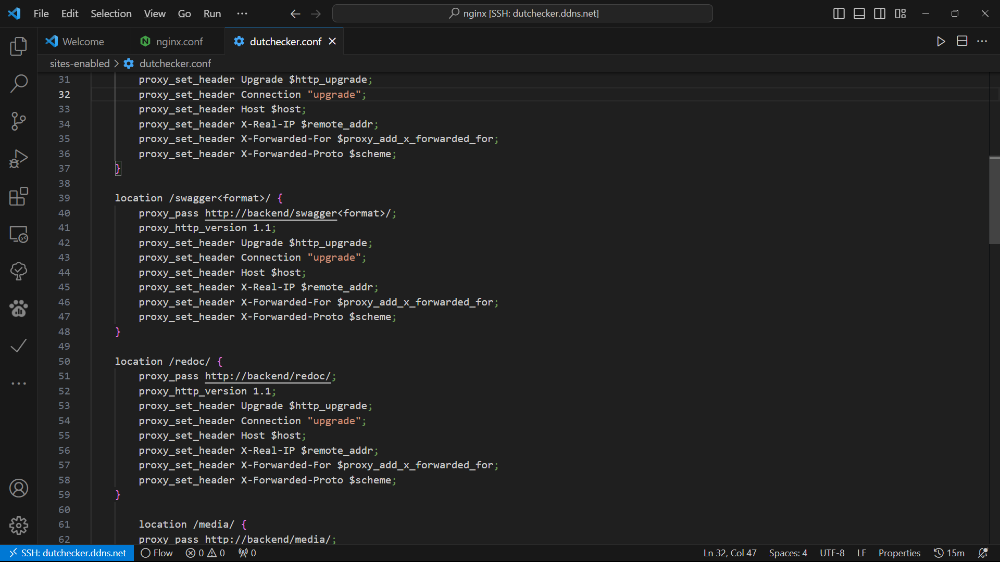 File Edit Selection View Go Run ··· nginx [SSH: dutchecker.ddns.net]
Welcome nginx.conf dutchecker.conf
sites-enabled > dutchecker.conf
31 proxy_set_header Upgrade $http_upgrade;
32 proxy_set_header Connection "upgrade";
33 proxy_set_header Host $host;
34 proxy_set_header X-Real-IP $remote_addr;
35 proxy_set_header X-Forwarded-For $proxy_add_x_forwarded_for;
36 proxy_set_header X-Forwarded-Proto $scheme;
37 }
38
39 location /swagger<format>/ {
40 proxy_pass http://backend/swagger<format>/;
41 proxy_http_version 1.1;
42 proxy_set_header Upgrade $http_upgrade;
43 proxy_set_header Connection "upgrade";
44 proxy_set_header Host $host;
45 proxy_set_header X-Real-IP $remote_addr;
46 proxy_set_header X-Forwarded-For $proxy_add_x_forwarded_for;
47 proxy_set_header X-Forwarded-Proto $scheme;
48 }
49
50 location /redoc/ {
51 proxy_pass http://backend/redoc/;
52 proxy_http_version 1.1;
53 proxy_set_header Upgrade $http_upgrade;
54 proxy_set_header Connection "upgrade";
55 proxy_set_header Host $host;
56 proxy_set_header X-Real-IP $remote_addr;
57 proxy_set_header X-Forwarded-For $proxy_add_x_forwarded_for;
58 proxy_set_header X-Forwarded-Proto $scheme;
59 }
60
61 location /media/ {
62 proxy_pass http://backend/media/;
SSH: dutchecker.ddns.net Flow 0 0 0 Ln 32, Col 47 Spaces: 4 UTF-8 LF Properties 15m